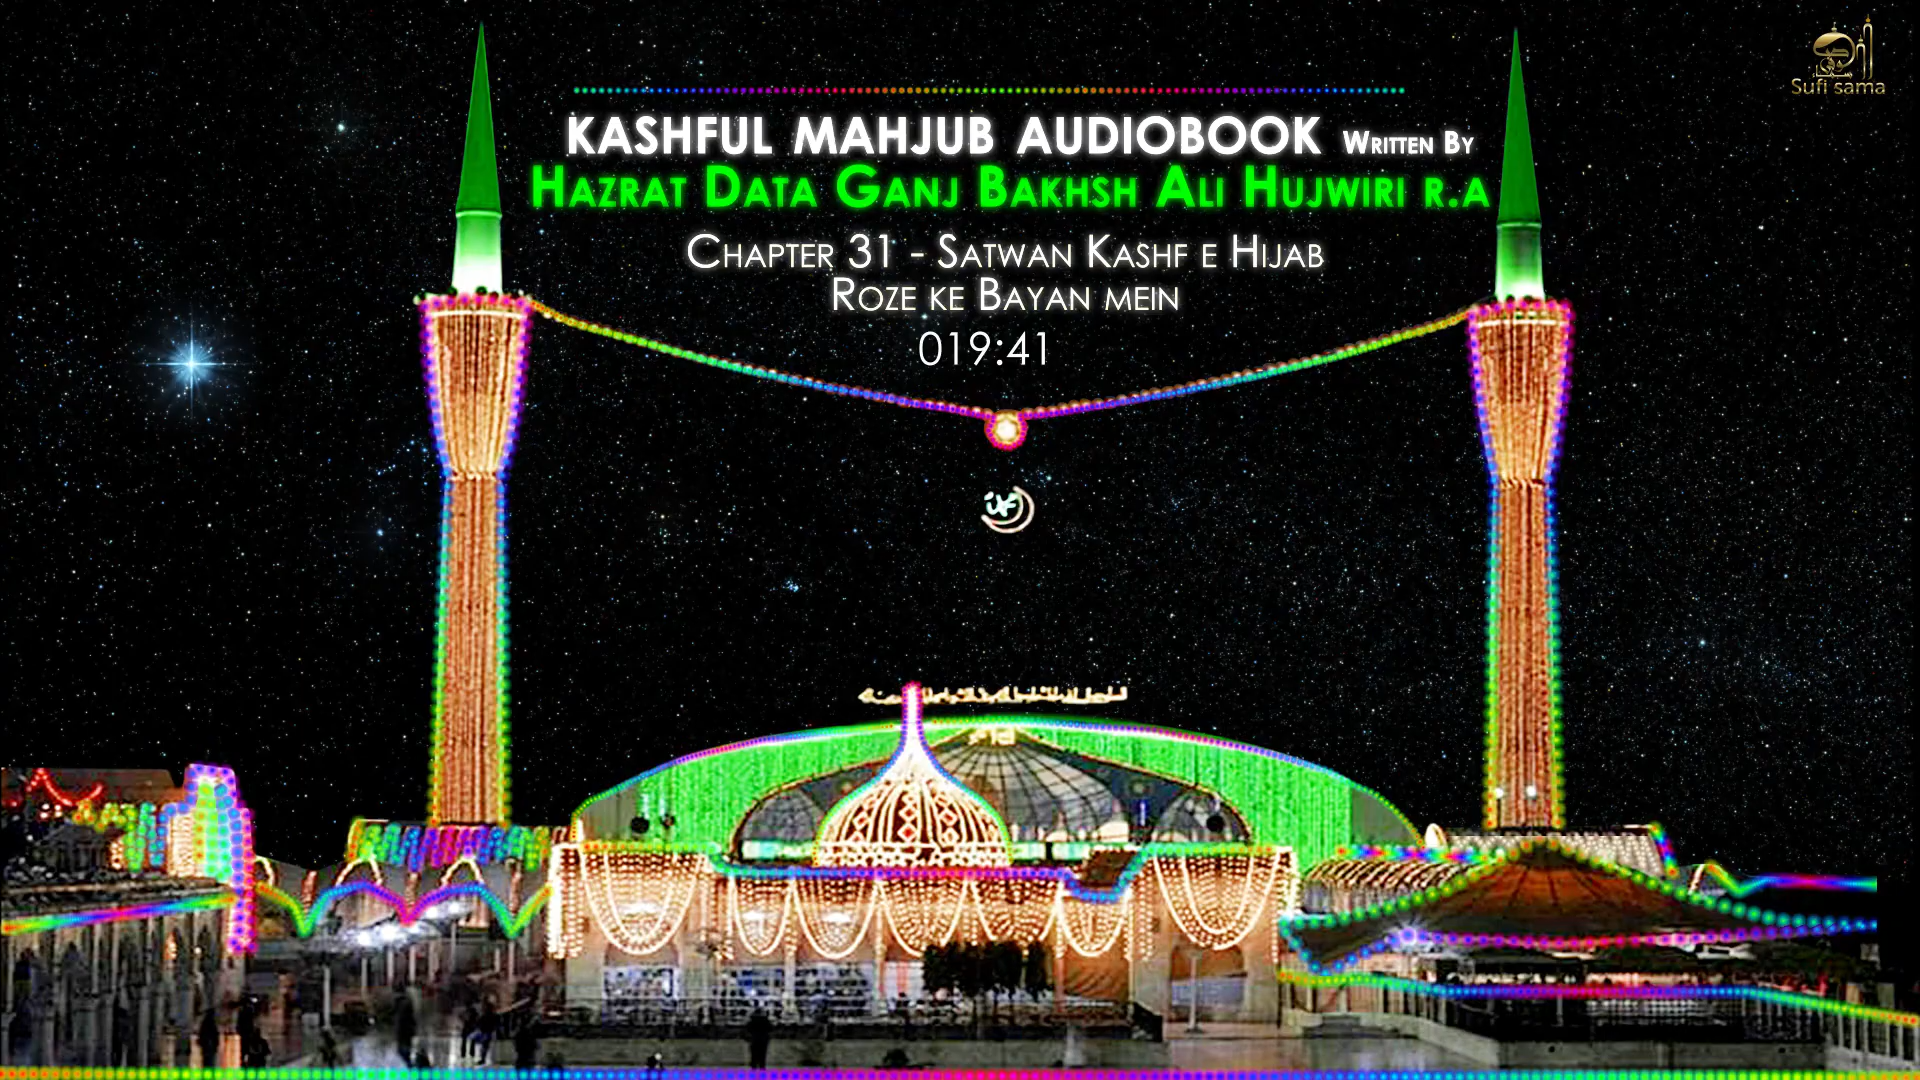 KASHFUL MAHJUB AUDIOBOOK WRITTEN BY
HAZRAT DATA GANJ BAKHSH ALI HUJWIRI R.A
CHAPTER 31 - SATWAN KASHF E HIJAB
ROZE KE BAYAN MEIN
019:41
Sufi sama